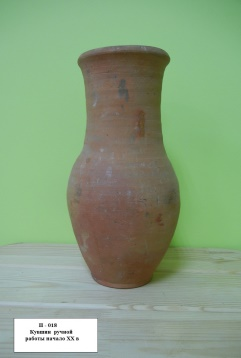 П - 018
Кувшин ручной
работы начало XX в